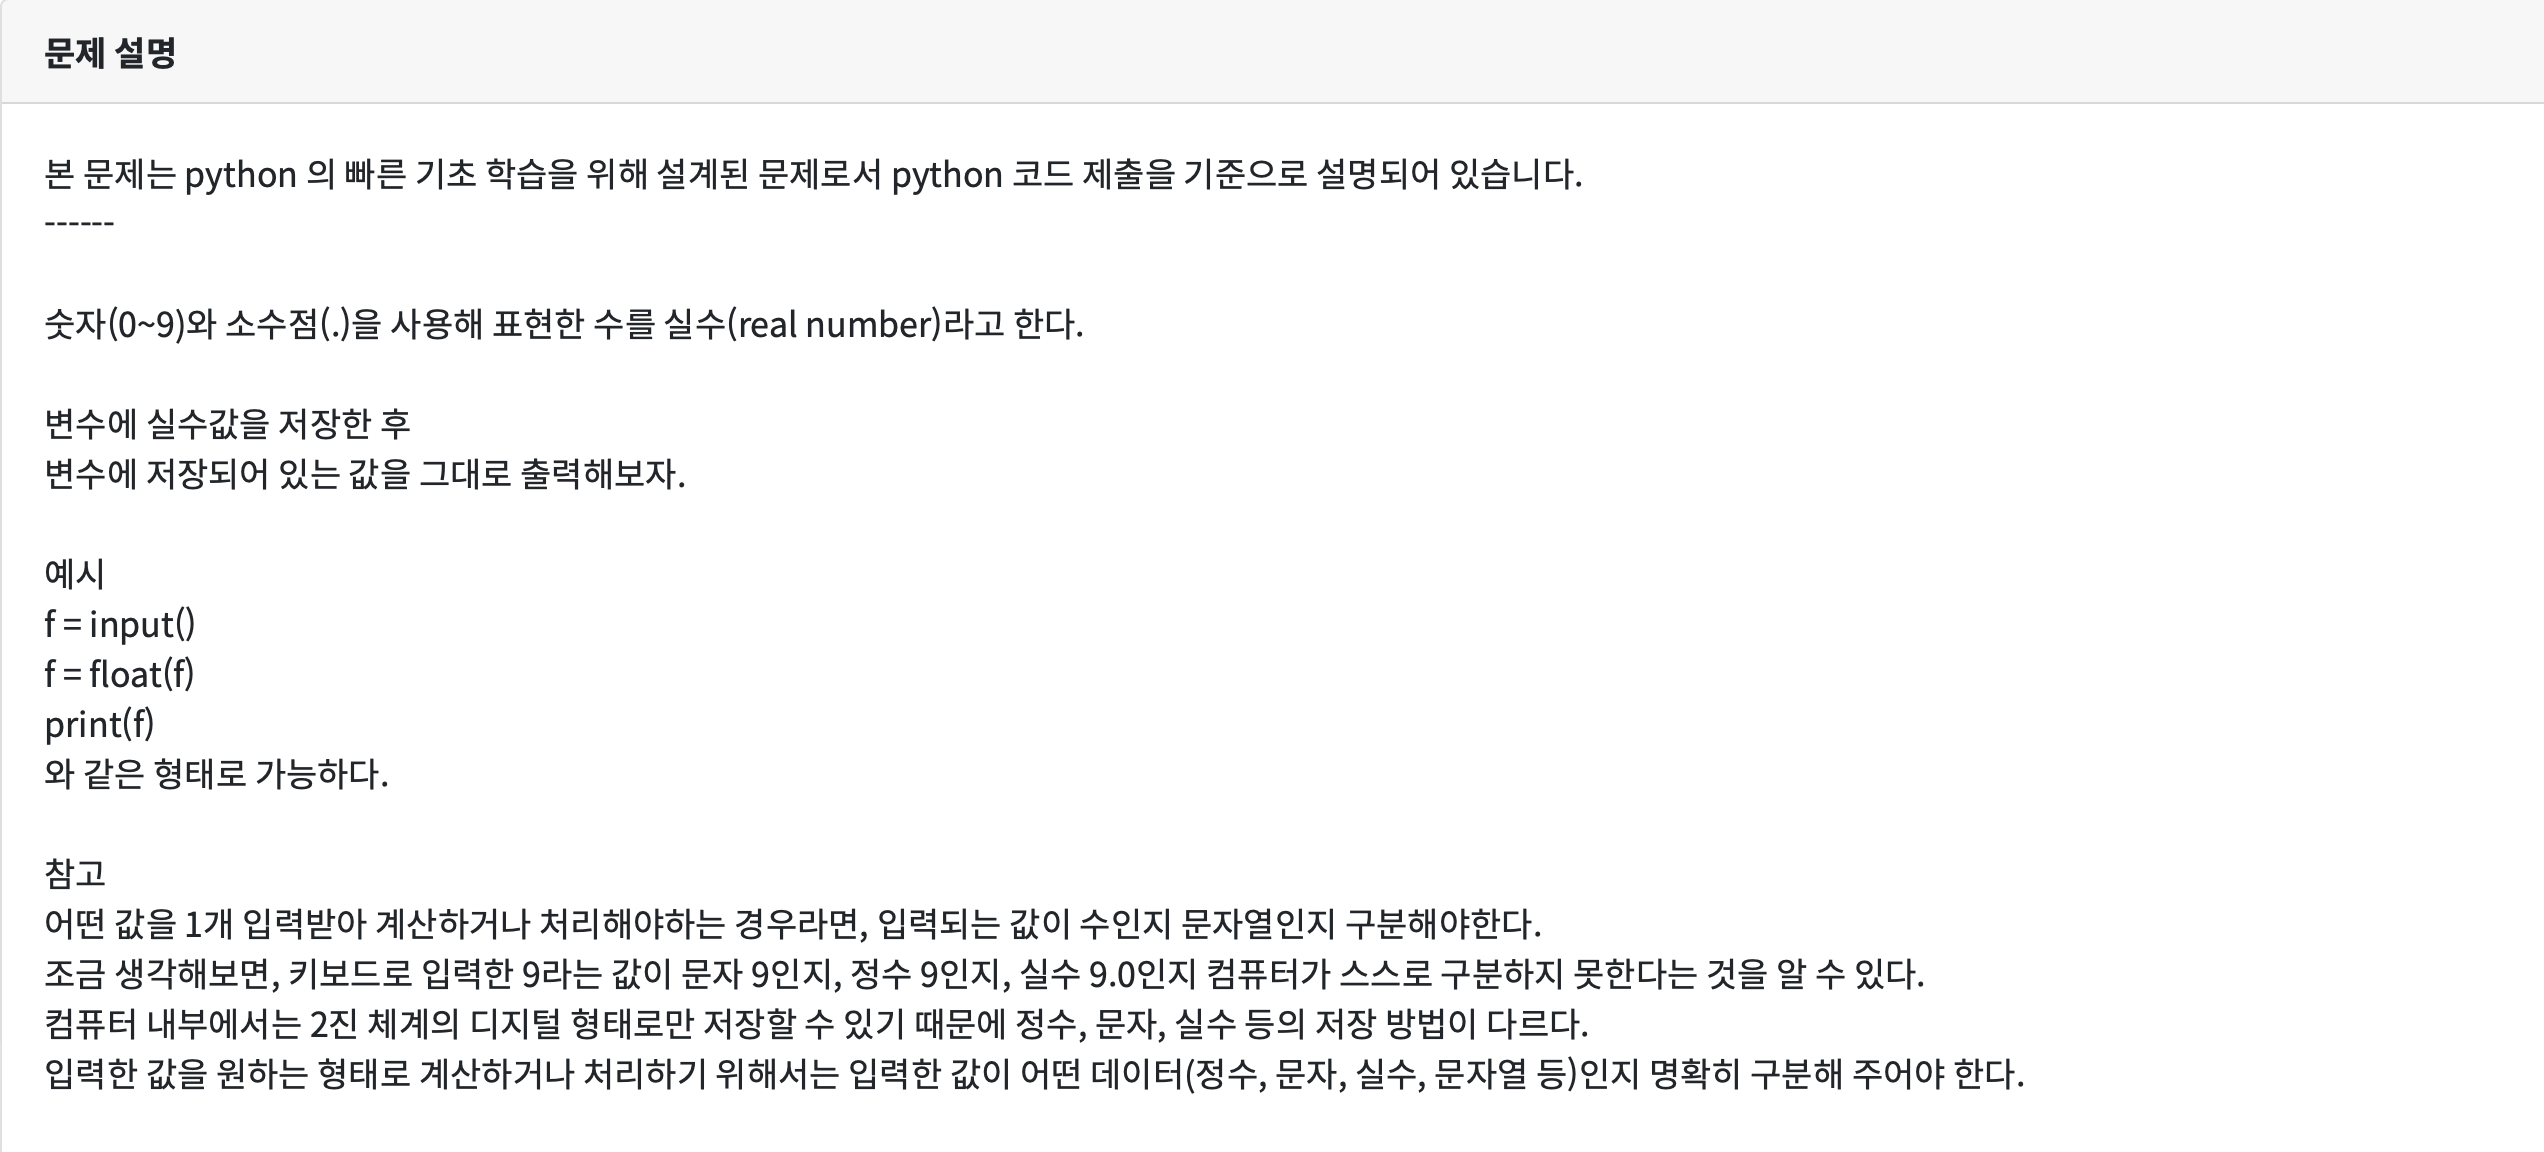 문제 설명
본 문제는 python 의 빠른 기초 학습을 위해 설계된 문제로서 python 코드 제출을 기준으로 설명되어 있습니다.
------
숫자(0~9)와 소수점(.)을 사용해 표현한 수를 실수(real number)라고 한다.
변수에 실수값을 저장한 후
변수에 저장되어 있는 값을 그대로 출력해보자.
예시
f = input()
f = float(f)
print(f)
와 같은 형태로 가능하다.
참고
어떤 값을 1개 입력받아 계산하거나 처리해야하는 경우라면, 입력되는 값이 수인지 문자열인지 구분해야한다.
조금 생각해보면, 키보드로 입력한 9라는 값이 문자 9인지, 정수 9인지, 실수 9.0인지 컴퓨터가 스스로 구분하지 못한다는 것을 알 수 있다.
컴퓨터 내부에서는 2진 체계의 디지털 형태로만 저장할 수 있기 때문에 정수, 문자, 실수 등의 저장 방법이 다르다.
입력한 값을 원하는 형태로 계산하거나 처리하기 위해서는 입력한 값이 어떤 데이터(정수, 문자, 실수, 문자열 등)인지 명확히 구분해 주어야 한다.